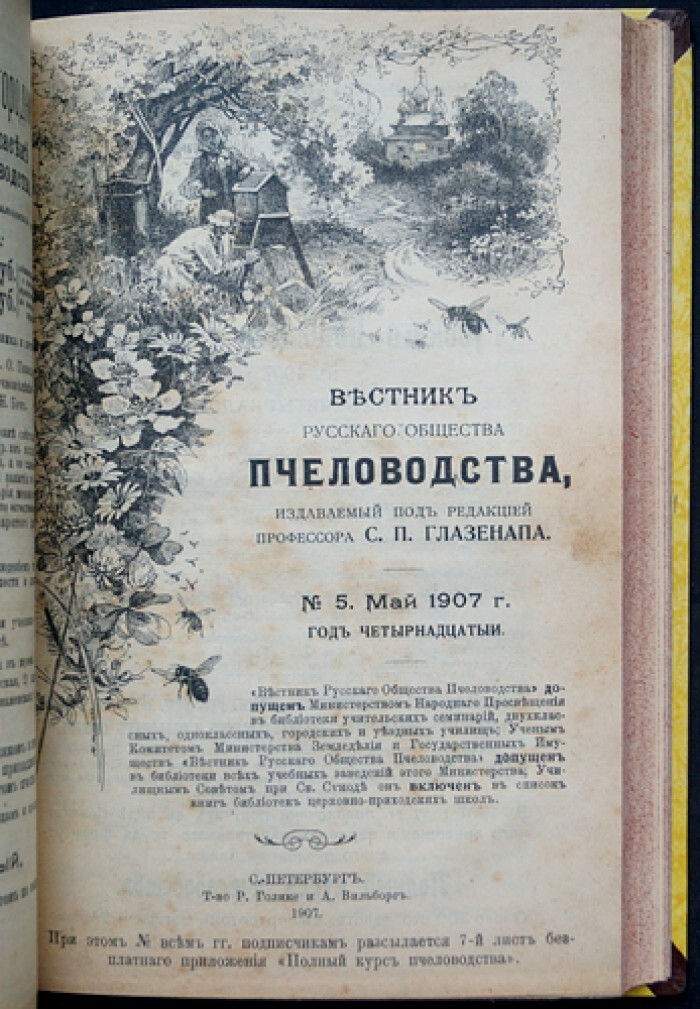 ВѢСТНИКЪ
РУССКАГО ОБЩЕСТВА
ПЧЕЛОВОДСТВА,
ИЗДАВАЕМЫЙ ПОДЪ РЕДАКЦІЕЙ
ПРОФЕССОРА С. П. ГЛАЗЕНАПА.
№ 5. Май 1907 г.
ГОДЪ ЧЕТЫРНАДЦАТЫЙ.
«Вѣстникъ Русскаго Общества Пчеловодства» до-
пущенъ Министерствомъ Народнаго Просвѣщенія
въ библіотеки учительскихъ семинарій, двухклас-
сныхъ, одноклассныхъ, городскихъ и уѣздныхъ училищъ; Ученымъ
Комитетомъ Министерства Земледѣлія и Государственныхъ Иму-
ществъ «Вѣстникъ Русскаго Общества Пчеловодства» допущенъ
въ библіотеки всѣхъ учебныхъ заведеній этого Министерства; Учи-
лищнымъ Совѣтомъ при Св. Синодѣ онъ включенъ въ списокъ
книгъ библіотекъ церковно-приходскихъ школъ.
С.-ПЕТЕРБУРГЪ.
Т-во Р. Голике и А. Вильборгъ.
1907.
При этомъ № всѣмъ гг. подписчикамъ разсылается 7-й листъ без-
платнаго приложенія «Полный курсъ пчеловодства».